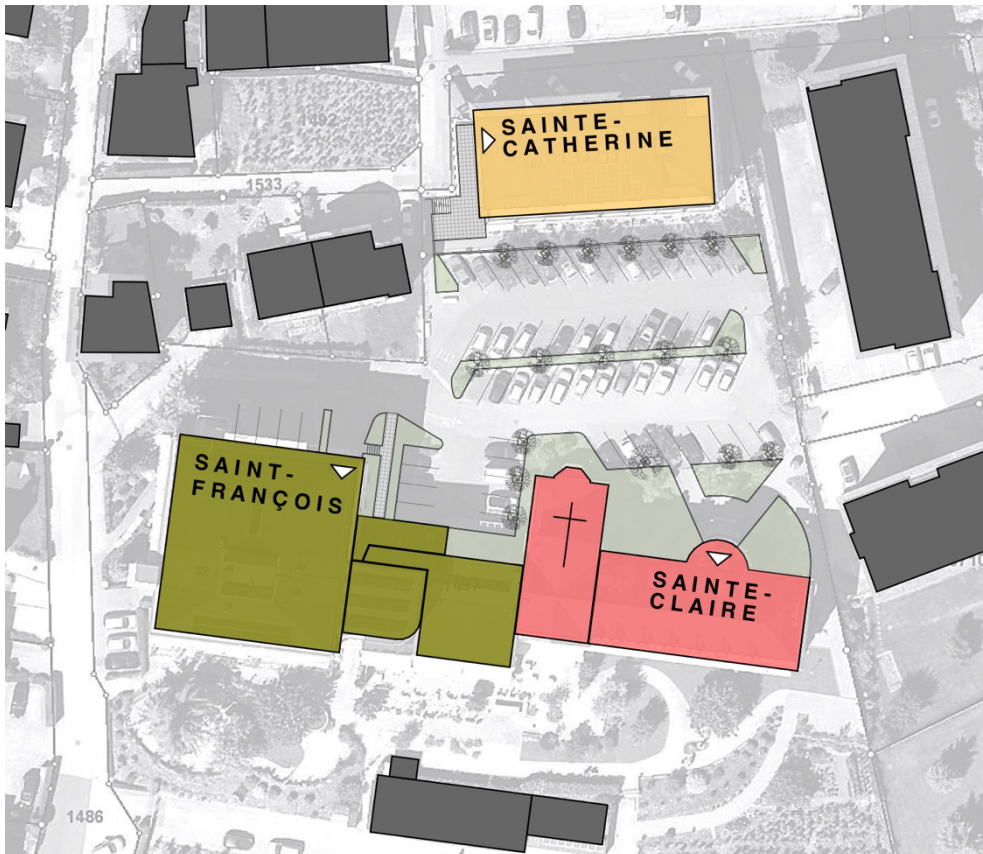 1492
SAINTE-
CATHERINE
1533
SAINT-
FRANÇOIS
SAINTE-
CLAIRE
1486